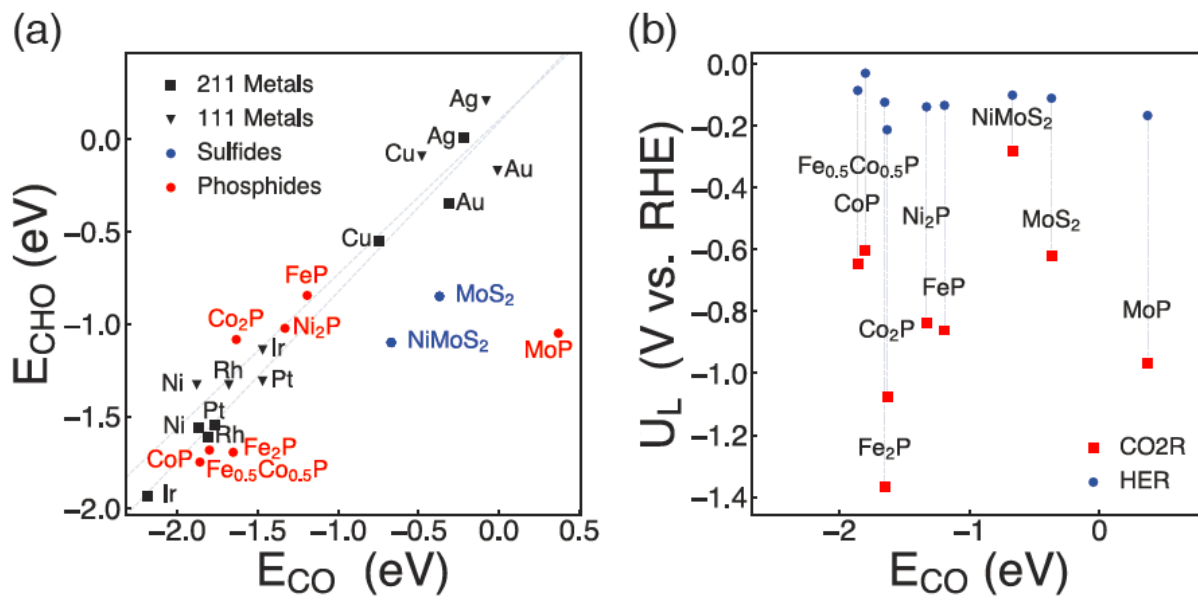 (a)
E_CHO (eV)
0.0
−0.5
−1.0
−1.5
−2.0
211 Metals
111 Metals
Sulfides
Phosphides
Ag
Ag
Cu
Au
Au
Cu
FeP
MoS₂
Co₂P
Ni₂P
NiMoS₂
MoP
Ir
Ni
Rh
Pt
Pt
Ni
Rh
Fe₂P
CoP
Fe₀.₅Co₀.₅P
Ir
−2.0 −1.5 −1.0 −0.5 0.0 0.5
E_CO (eV)
(b)
U_L (V vs. RHE)
0.0
−0.2
−0.4
−0.6
−0.8
−1.0
−1.2
−1.4
NiMoS₂
Fe₀.₅Co₀.₅P
CoP
Ni₂P
MoS₂
FeP
MoP
Co₂P
Fe₂P
CO2R
HER
−2 −1 0
E_CO (eV)